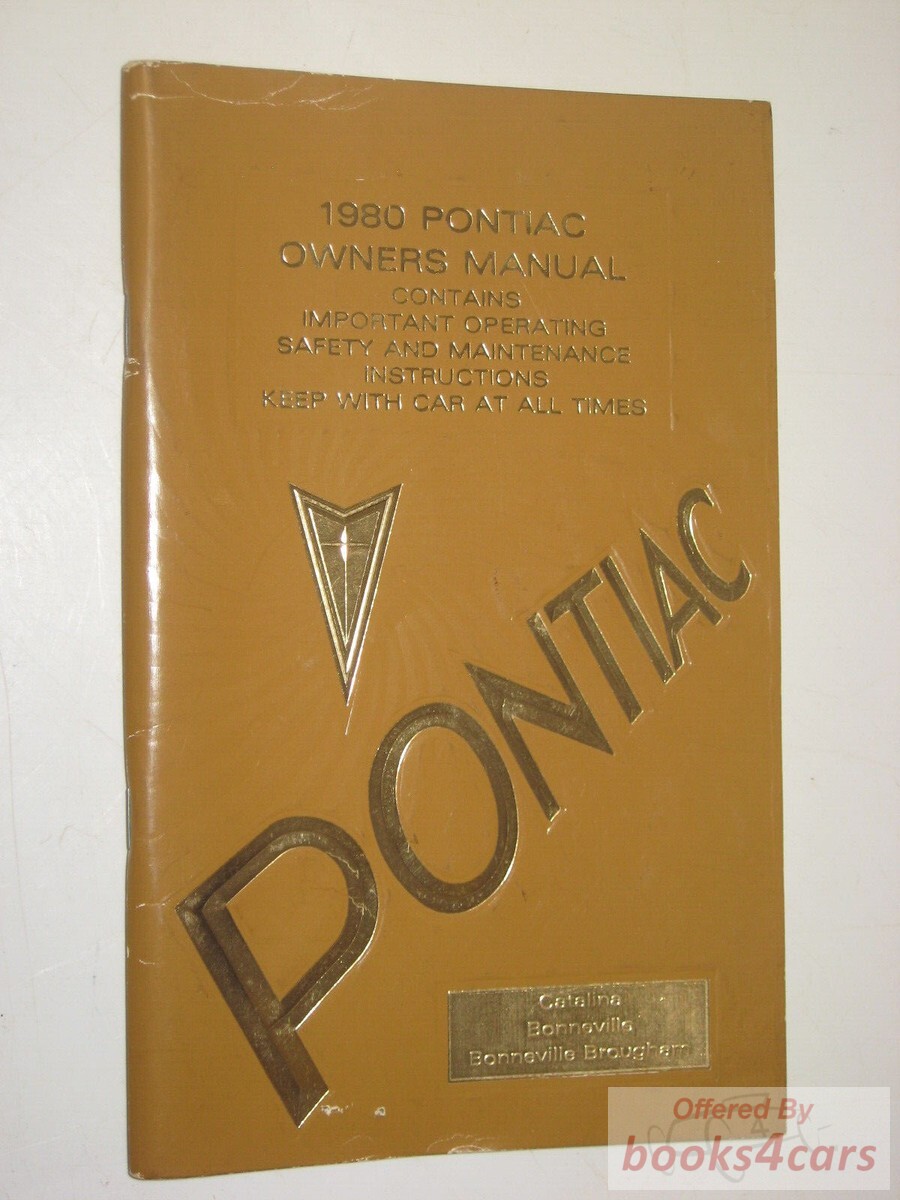 1980 PONTIAC
OWNERS MANUAL
CONTAINS
IMPORTANT OPERATING
SAFETY AND MAINTENANCE
INSTRUCTIONS
KEEP WITH CAR AT ALL TIMES
PONTIAC
Catalina
Bonneville
Bonneville Brougham
Offered By
books4cars